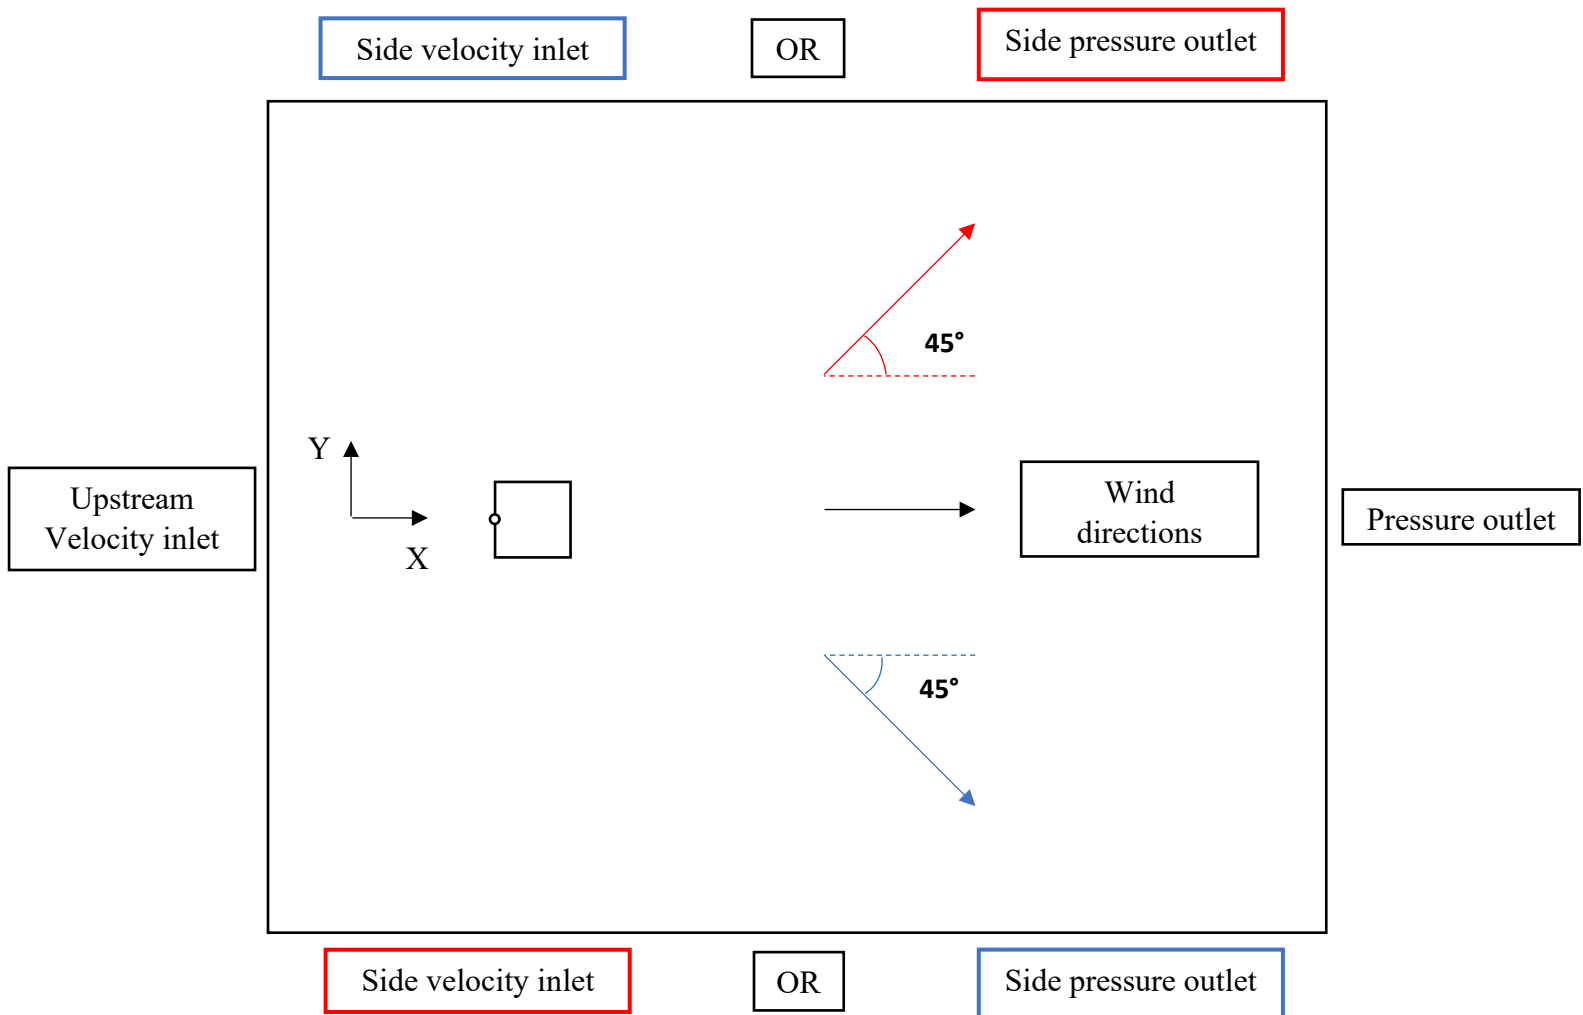 Side velocity inlet
OR
Side pressure outlet
45°
Y
X
Upstream
Velocity inlet
Wind
directions
Pressure outlet
45°
Side velocity inlet
OR
Side pressure outlet